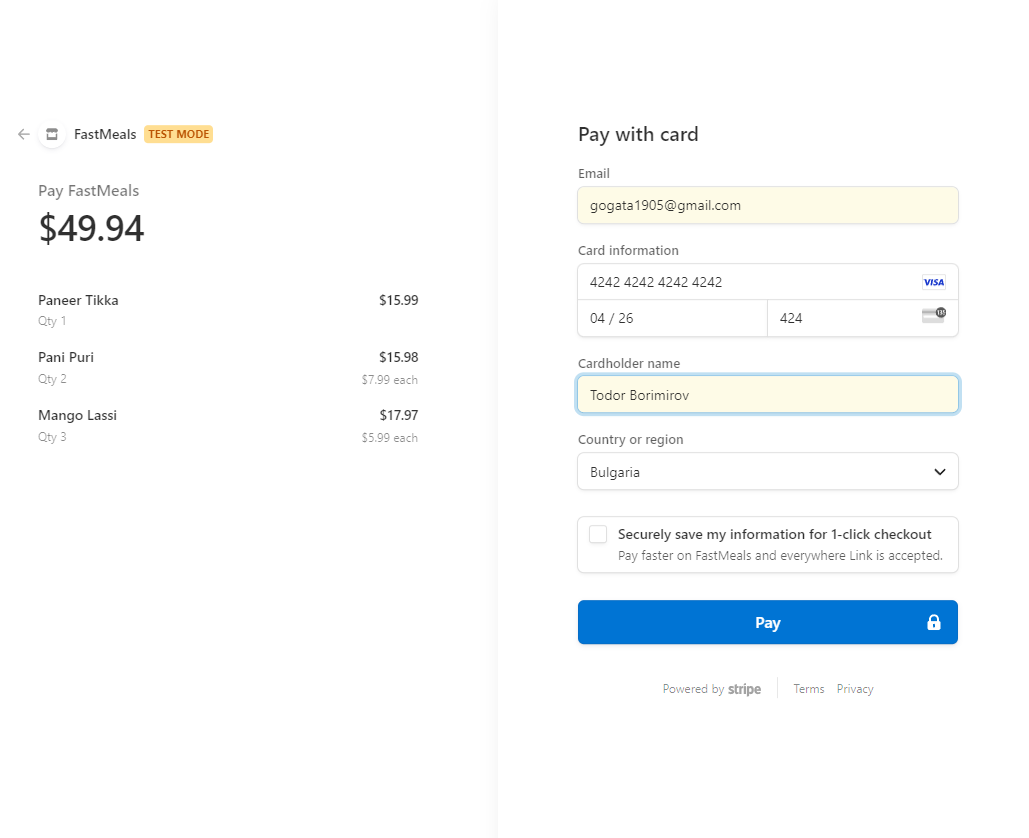 FastMeals TEST MODE
Pay FastMeals
$49.94
Paneer Tikka $15.99
Qty 1
Pani Puri $15.98
Qty 2 $7.99 each
Mango Lassi $17.97
Qty 3 $5.99 each
Pay with card
Email
gogata1905@gmail.com
Card information
4242 4242 4242 4242 VISA
04 / 26 424 135
Cardholder name
Todor Borimirov
Country or region
Bulgaria
Securely save my information for 1-click checkout
Pay faster on FastMeals and everywhere Link is accepted.
Pay
Powered by stripe Terms Privacy